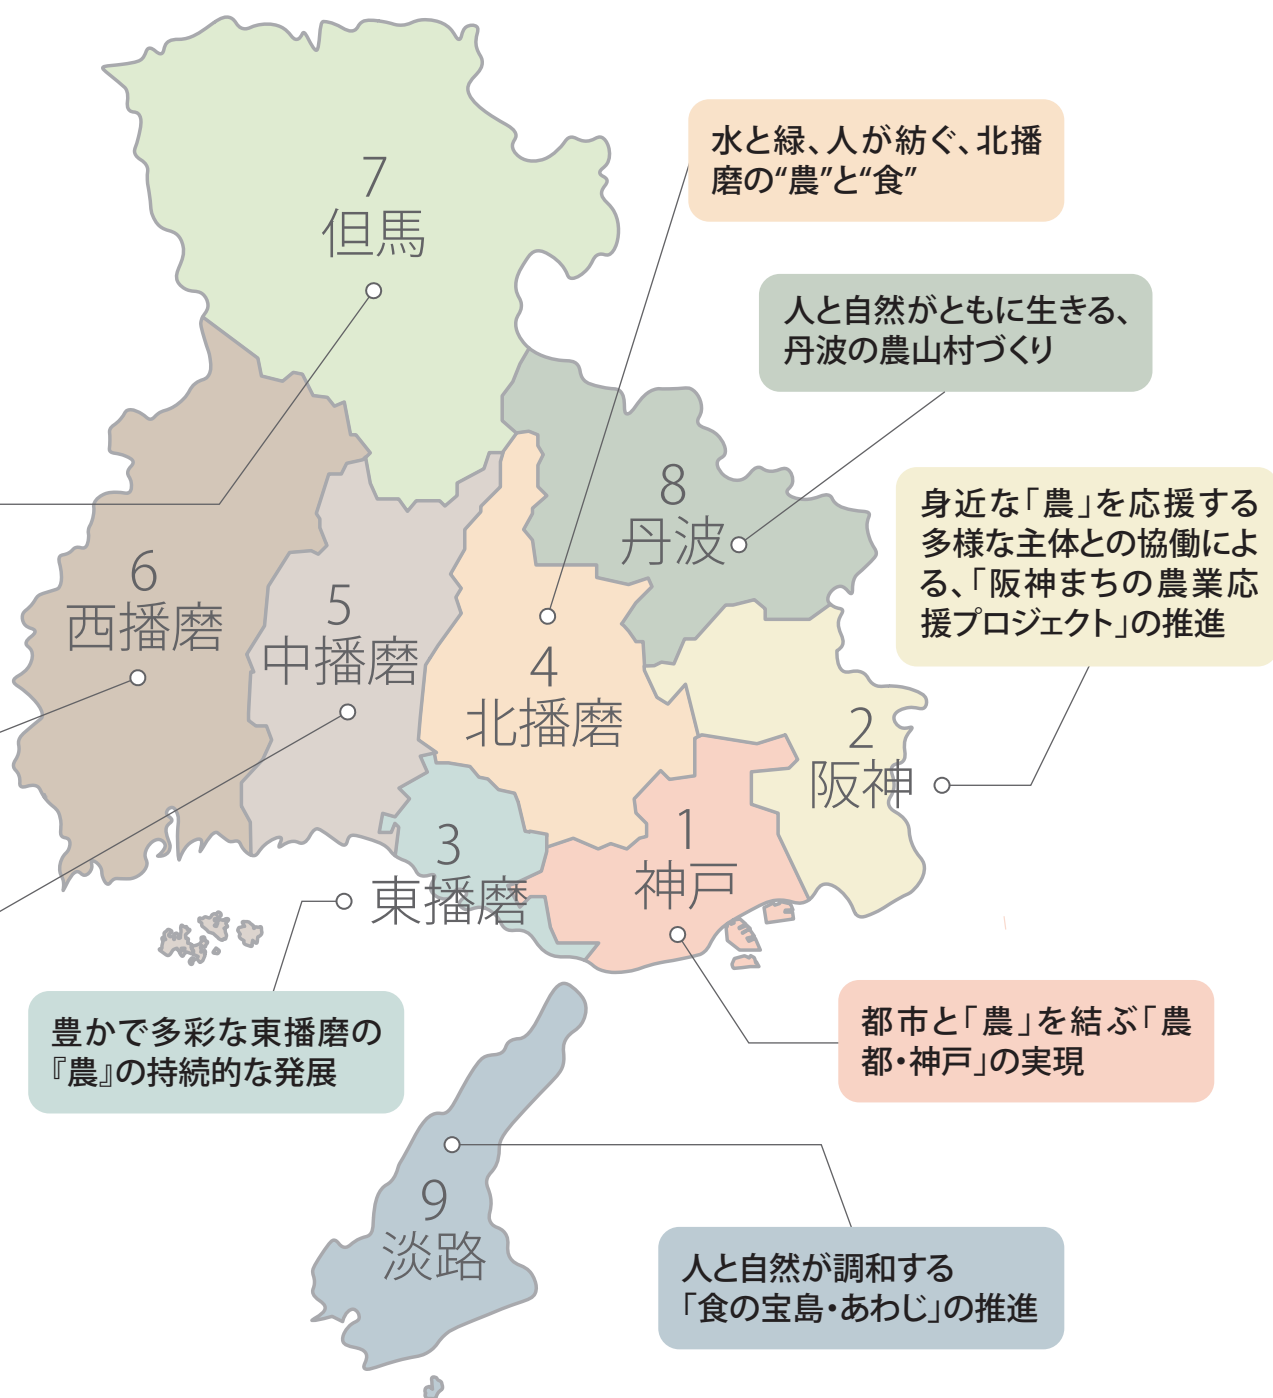 水と緑、人が紡ぐ、北播
磨の“農”と“食”
7
但馬
人と自然がともに生きる、
丹波の農山村づくり
8
丹波
身近な「農」を応援する
多様な主体との協働によ
る、「阪神まちの農業応
援プロジェクト」の推進
6
西播磨
5
中播磨
4
北播磨
2
阪神
3
東播磨
1
神戸
豊かで多彩な東播磨の
『農』の持続的な発展
都市と「農」を結ぶ「農
都・神戸」の実現
9
淡路
人と自然が調和する
「食の宝島・あわじ」の推進